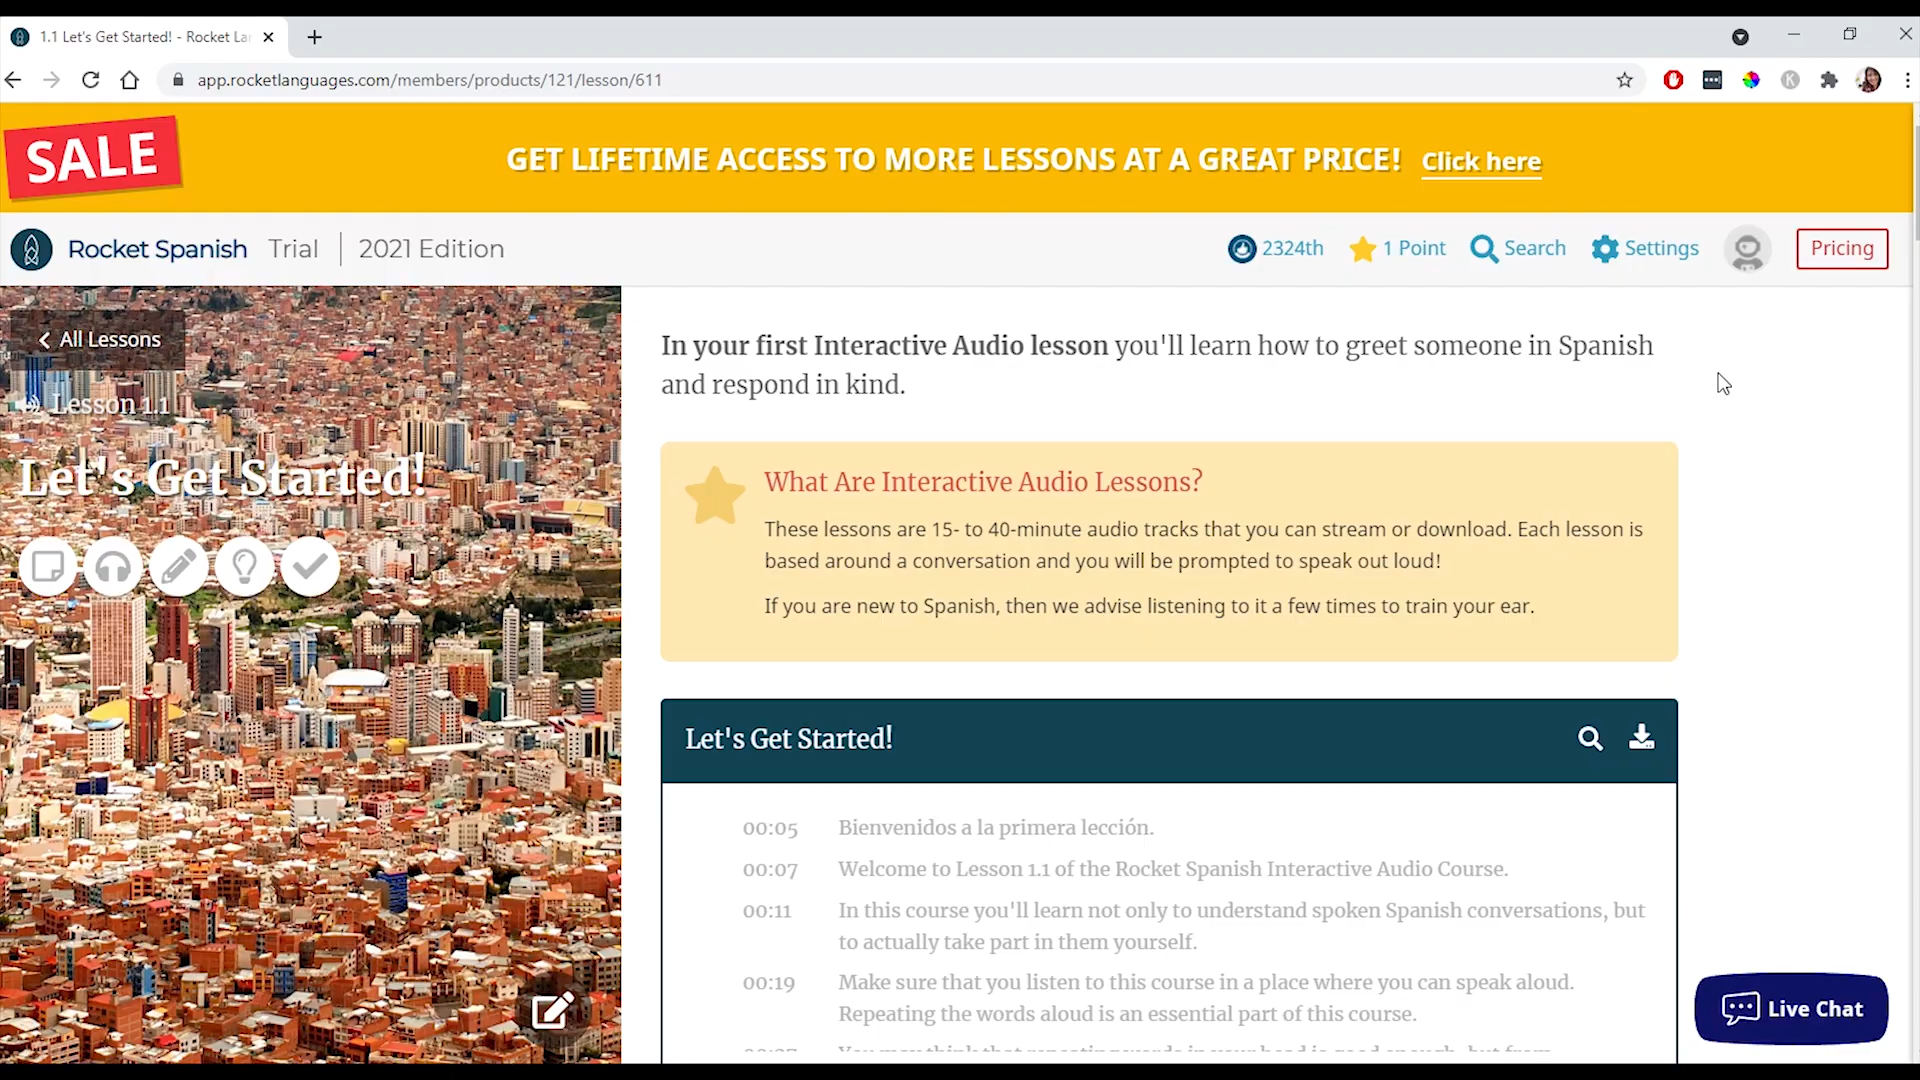 1.1 Let's Get Started! - Rocket La
app.rocketlanguages.com/members/products/121/lesson/611
SALE
GET LIFETIME ACCESS TO MORE LESSONS AT A GREAT PRICE! Click here
Rocket Spanish Trial | 2021 Edition
2324th 1 Point Search Settings Pricing
All Lessons
Lesson 1.1
Let's Get Started!
In your first Interactive Audio lesson you'll learn how to greet someone in Spanish
and respond in kind.
What Are Interactive Audio Lessons?
These lessons are 15- to 40-minute audio tracks that you can stream or download. Each lesson is
based around a conversation and you will be prompted to speak out loud!
If you are new to Spanish, then we advise listening to it a few times to train your ear.
Let's Get Started!
00:05 Bienvenidos a la primera lección.
00:07 Welcome to Lesson 1.1 of the Rocket Spanish Interactive Audio Course.
00:11 In this course you'll learn not only to understand spoken Spanish conversations, but
to actually take part in them yourself.
00:19 Make sure that you listen to this course in a place where you can speak aloud.
Repeating the words aloud is an essential part of this course.
Live Chat